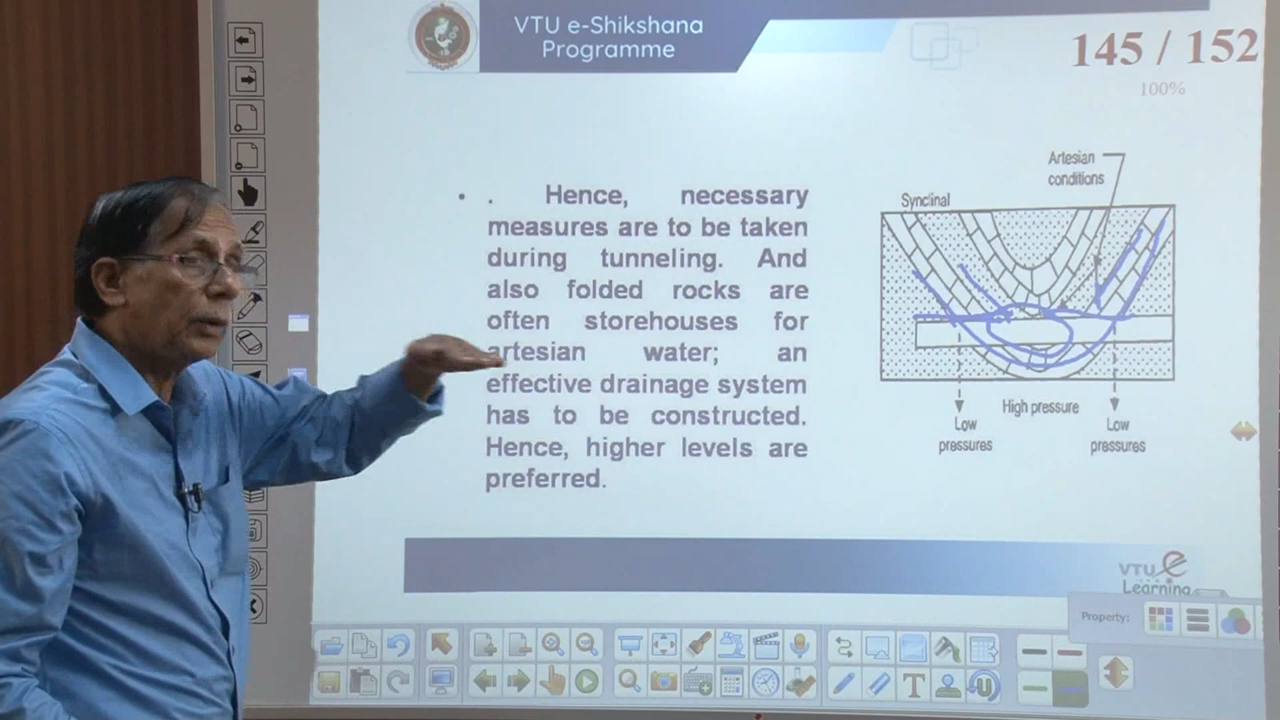 VTU e-Shikshana
Programme
145 / 152
100%
• . Hence, necessary
measures are to be taken
during tunneling. And
also folded rocks are
often storehouses for
artesian water; an
effective drainage system
has to be constructed.
Hence, higher levels are
preferred.
Artesian
conditions
Synclinal
High pressure
Low
pressures
Low
pressures
VTU e
Learning
Property:
T